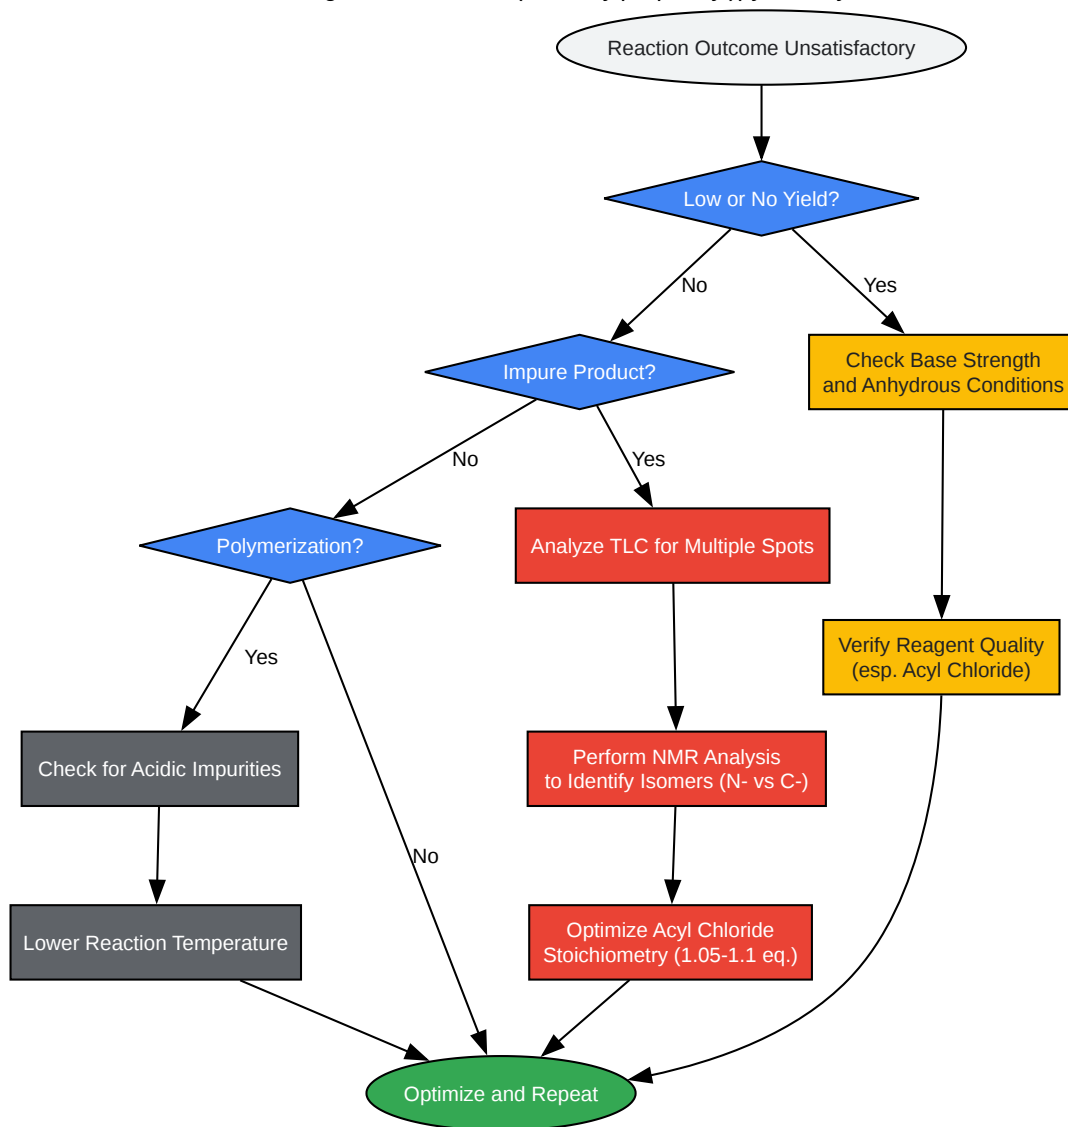 Reaction Outcome Unsatisfactory
Low or No Yield?
No
Yes
Impure Product?
Check Base Strength
and Anhydrous Conditions
No
Yes
Polymerization?
Analyze TLC for Multiple Spots
Verify Reagent Quality
(esp. Acyl Chloride)
Yes
Check for Acidic Impurities
Perform NMR Analysis
to Identify Isomers (N- vs C-)
No
Lower Reaction Temperature
Optimize Acyl Chloride
Stoichiometry (1.05-1.1 eq.)
Optimize and Repeat